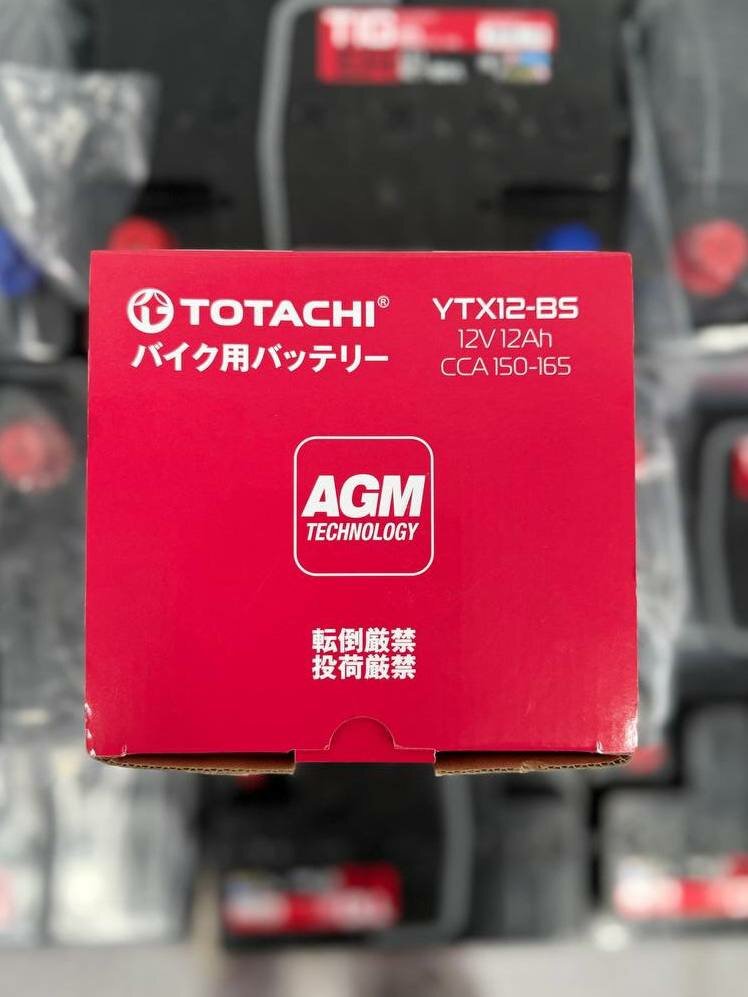 TOTACHI®
バイク用バッテリー
YTX12-BS
12V 12Ah
CCA 150-165
AGM
TECHNOLOGY
転倒厳禁
投荷厳禁